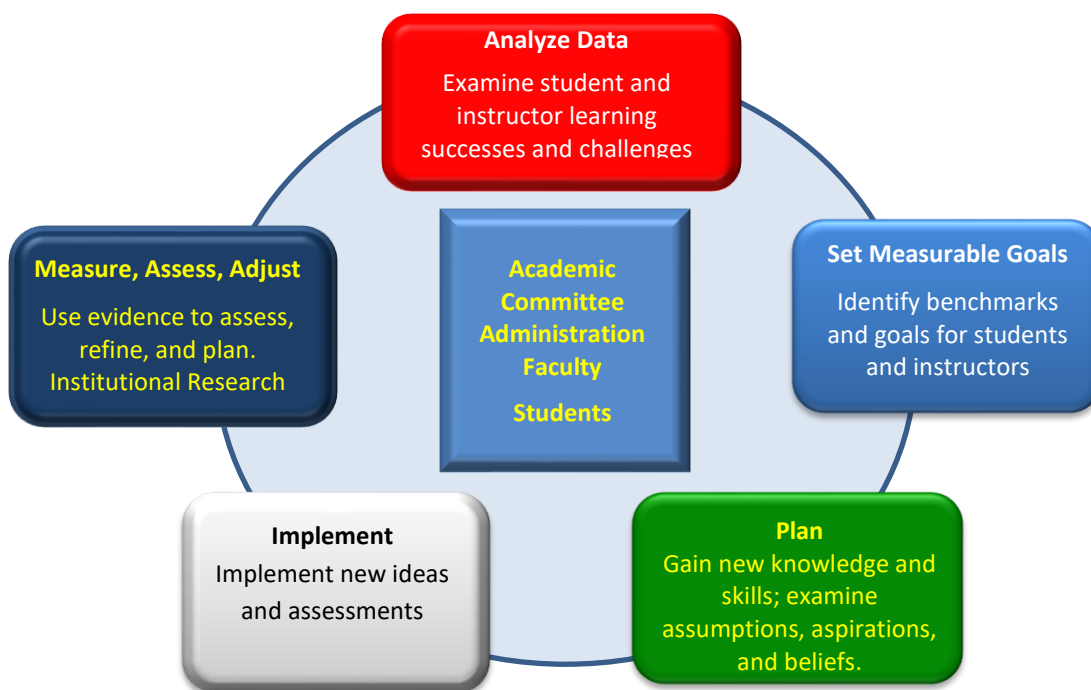 Analyze Data
Examine student and
instructor learning
successes and challenges
Set Measurable Goals
Identify benchmarks
and goals for students
and instructors
Plan
Gain new knowledge and
skills; examine
assumptions, aspirations,
and beliefs.
Implement
Implement new ideas
and assessments
Measure, Assess, Adjust
Use evidence to assess,
refine, and plan.
Institutional Research
Academic
Committee
Administration
Faculty
Students